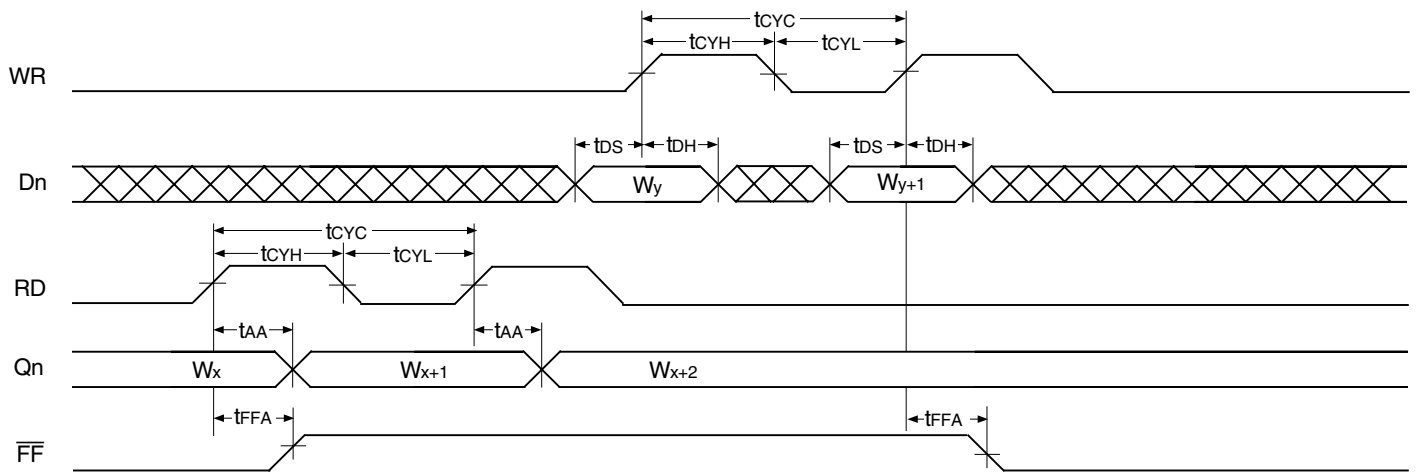 tCYC
tCYH tCYL
WR
tDS tDH tDS tDH
Dn Wy Wy+1
tCYC
tCYH tCYL
RD
tAA tAA
Qn Wx Wx+1 Wx+2
tFFA tFFA
FF